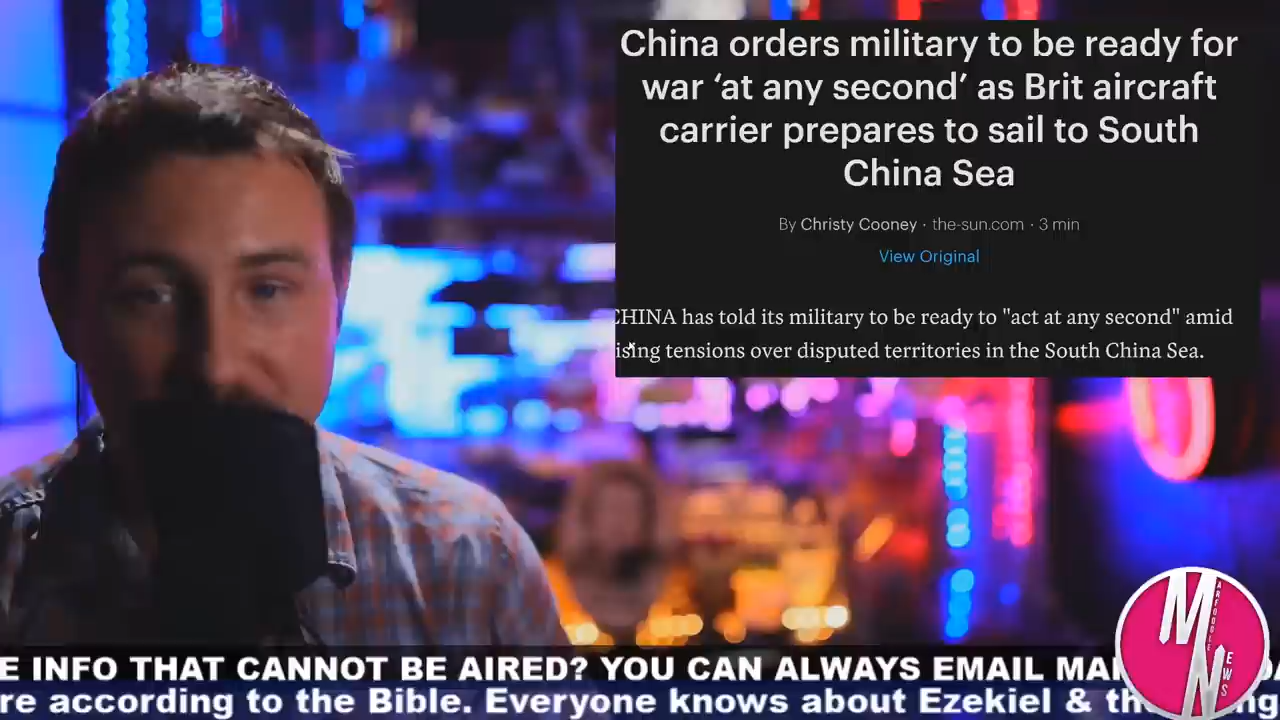 China orders military to be ready for
war ‘at any second’ as Brit aircraft
carrier prepares to sail to South
China Sea
By Christy Cooney · the-sun.com · 3 min
View Original
CHINA has told its military to be ready to "act at any second" amid
ising tensions over disputed territories in the South China Sea.
E INFO THAT CANNOT BE AIRED? YOU CAN ALWAYS EMAIL MA
re according to the Bible. Everyone knows about Ezekiel & th
MARFOOGLE
NEWS